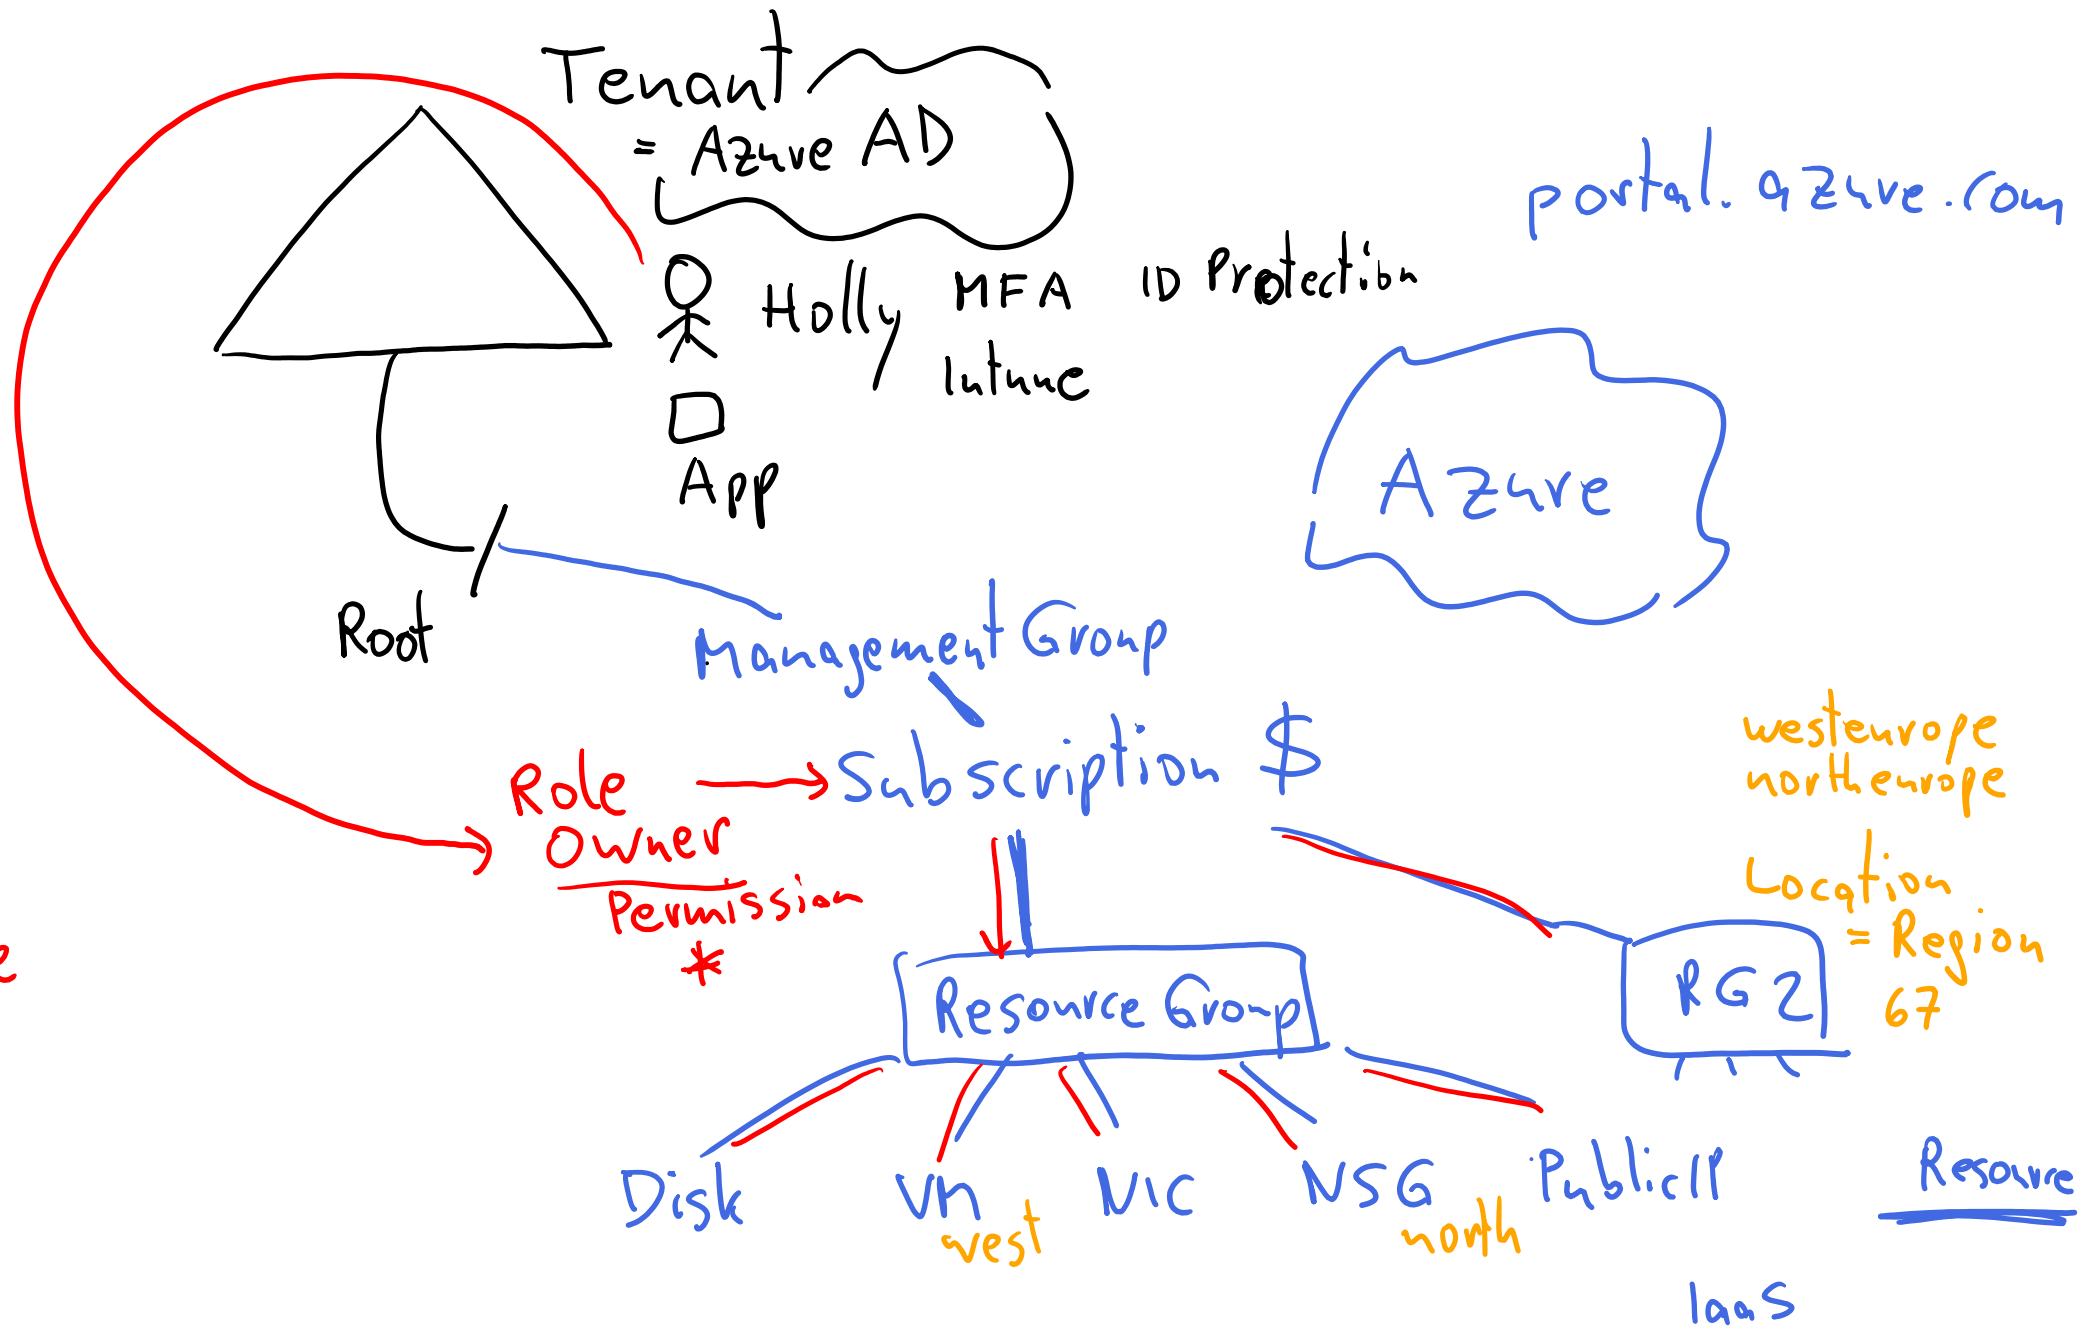 Tenant
= Azure AD
portal.azure.com
Holly MFA ID Protection
Intune
App
Azure
Root
Management Group
Subscription $
westeurope
northeurope
Role
Owner
Permission
*
Location
= Region
67
Resource Group
RG2
Disk VM NIC NSG PublicIP Resource
west north
IaaS